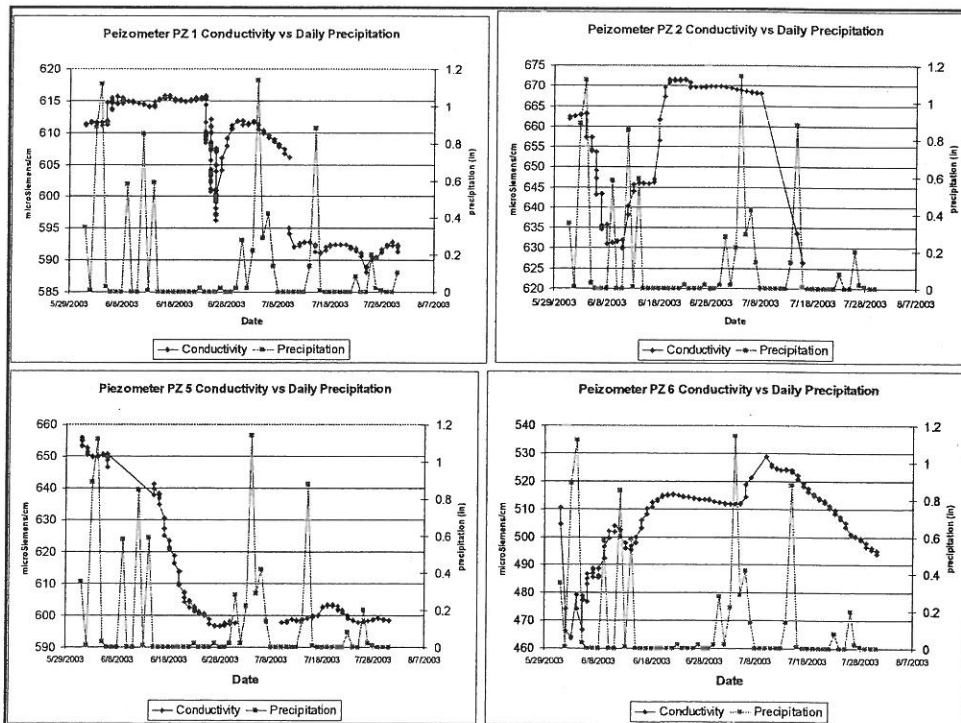 Peizometer PZ 1 Conductivity vs Daily Precipitation
620
615
610
605
600
595
590
585
microSiemens/cm
1.2
1
0.8
0.6
0.4
0.2
0
precipitation (in)
5/29/2003 6/8/2003 6/18/2003 6/28/2003 7/8/2003 7/18/2003 7/28/2003 8/7/2003
Date
Conductivity Precipitation
Peizometer PZ 2 Conductivity vs Daily Precipitation
675
670
665
660
655
650
645
640
635
630
625
620
microSiemens/cm
1.2
1
0.8
0.6
0.4
0.2
0
precipitation (in)
5/29/2003 6/8/2003 6/18/2003 6/28/2003 7/8/2003 7/18/2003 7/28/2003 8/7/2003
Date
Conductivity Precipitation
Piezometer PZ 5 Conductivity vs Daily Precipitation
660
650
640
630
620
610
600
590
microSiemens/cm
1.2
1
0.8
0.6
0.4
0.2
0
precipitation (in)
5/29/2003 6/8/2003 6/18/2003 6/28/2003 7/8/2003 7/18/2003 7/28/2003 8/7/2003
Date
Conductivity Precipitation
Peizometer PZ 6 Conductivity vs Daily Precipitation
540
530
520
510
500
490
480
470
460
microSiemens/cm
1.2
1
0.8
0.6
0.4
0.2
0
precipitation (in)
5/29/2003 6/8/2003 6/18/2003 6/28/2003 7/8/2003 7/18/2003 7/28/2003 8/7/2003
Date
Conductivity Precipitation